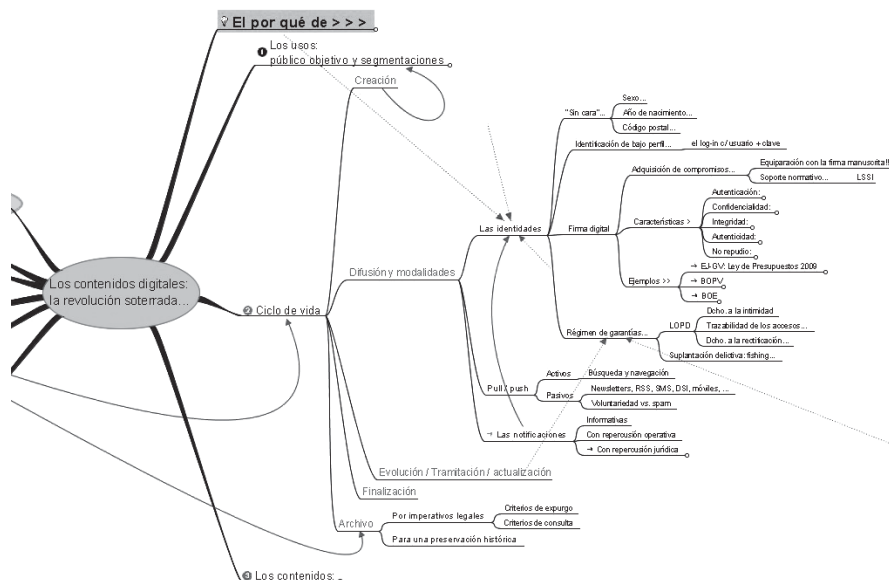 El por qué de > > >
1 Los usos:
público objetivo y segmentaciones
Los contenidos digitales:
la revolución soterrada...
2 Ciclo de vida
Creación
Difusión y modalidades
Las identidades
"Sin cara"...
Sexo...
Año de nacimiento...
Código postal...
Identificación de bajo perfil...
el log-in c/ usuario + clave
Firma digital
Adquisición de compromisos...
Equiparación con la firma manuscrita!!
Soporte normativo... LSSI
Características >
Autenticación:
Confidencialidad:
Integridad:
Autenticidad:
No repudio:
Ejemplos >>
→ EJ-GV: Ley de Presupuestos 2009
→ BOPV
→ BOE
Régimen de garantías...
LOPD
Dcho. a la intimidad
Trazabilidad de los accesos...
Dcho. a la rectificación...
Suplantación delictiva: fishing...
Pull / push
Activos
Búsqueda y navegación
Pasivos
Newsletters, RSS, SMS, DSI, móviles, ...
Voluntariedad vs. spam
→ Las notificaciones
Informativas
Con repercusión operativa
→ Con repercusión jurídica
Evolución / Tramitación / actualización
Finalización
Archivo
Por imperativos legales
Criterios de expurgo
Criterios de consulta
Para una preservación histórica
3 Los contenidos: